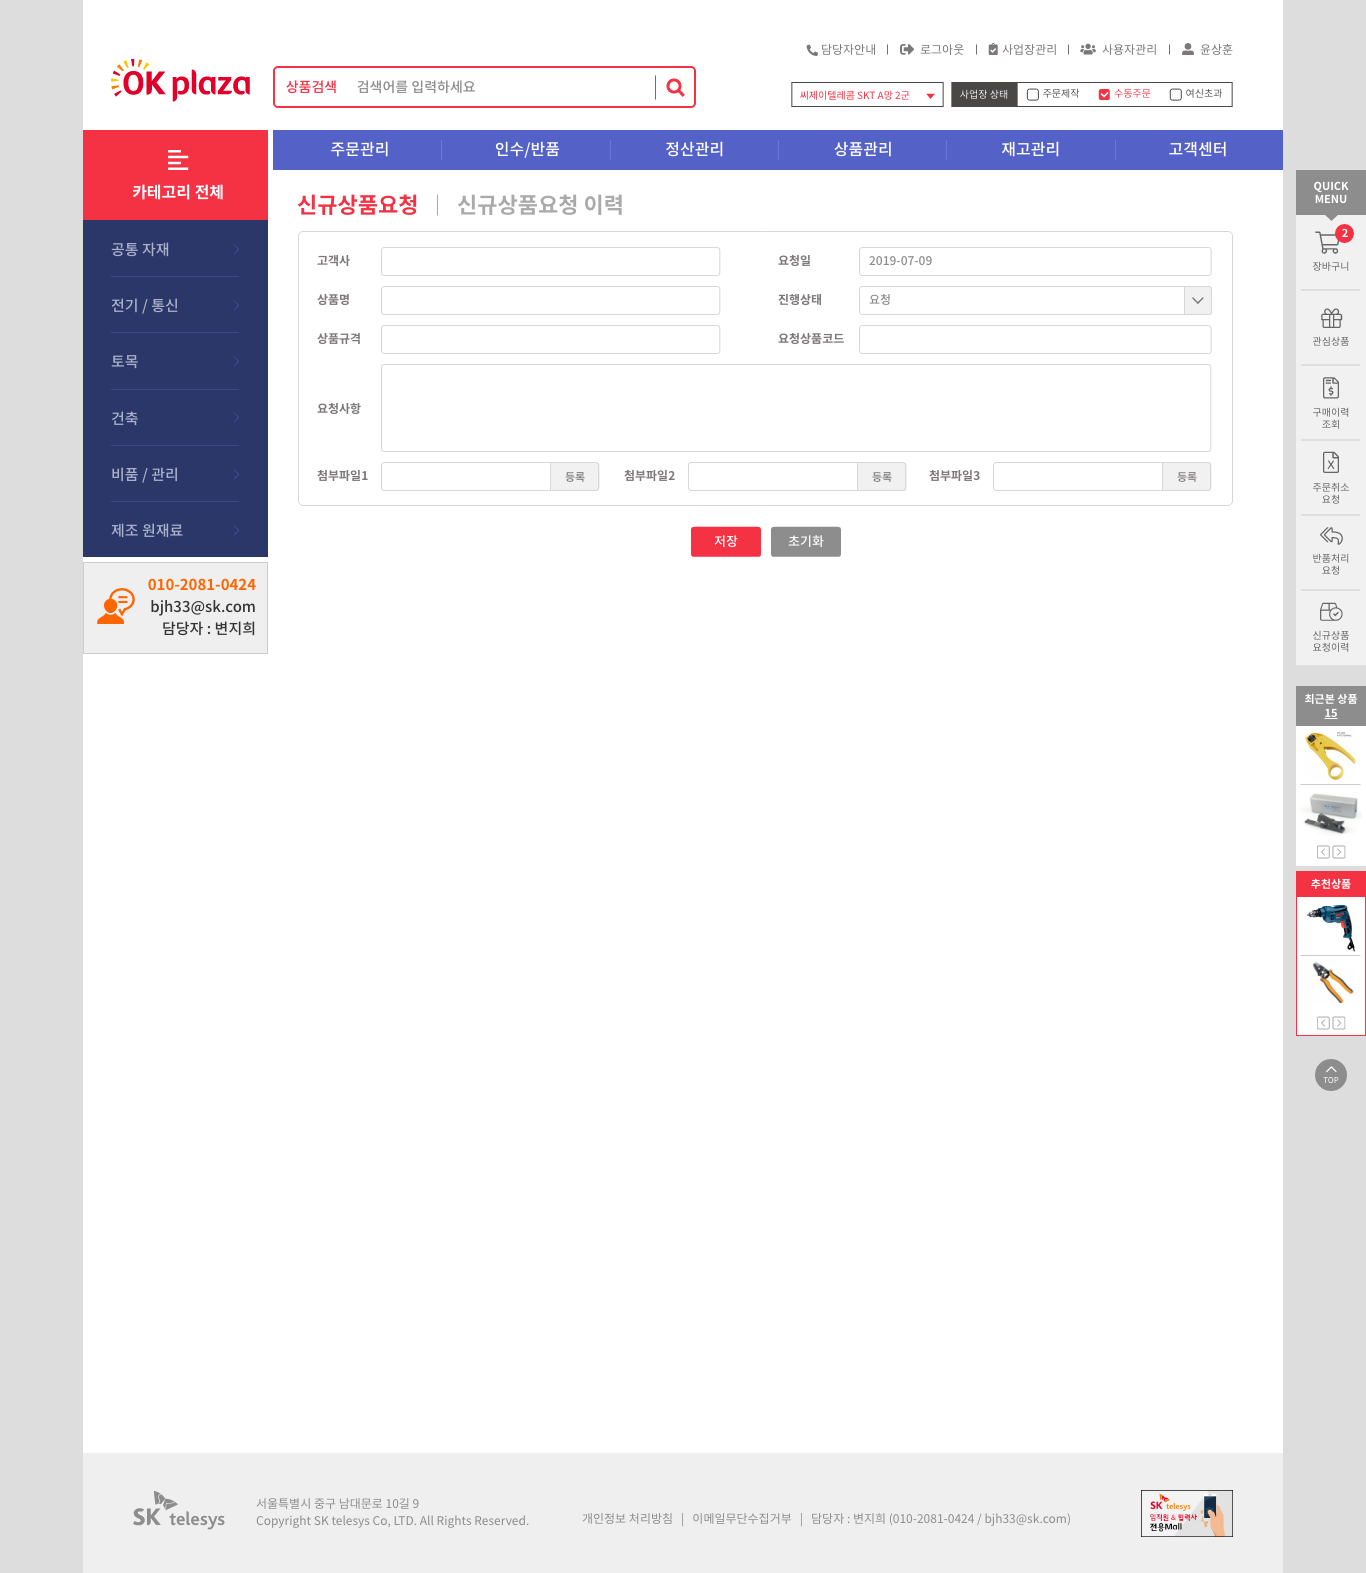 담당자안내
로그아웃
사업장관리
사용자관리
윤상훈
OK plaza
상품검색 검색어를 입력하세요
씨제이텔레콤 SKT A망 2군
사업장 상태 주문제작 수동주문 여신초과
카테고리 전체
주문관리 인수/반품 정산관리 상품관리 재고관리 고객센터
공통 자재
전기 / 통신
토목
건축
비품 / 관리
제조 원재료
010-2081-0424
bjh33@sk.com
담당자 : 변지희
신규상품요청 신규상품요청 이력
고객사
요청일 2019-07-09
상품명
진행상태 요청
상품규격
요청상품코드
요청사항
첨부파일1 등록
첨부파일2 등록
첨부파일3 등록
저장 초기화
QUICK
MENU
2
장바구니
관심상품
구매이력
조회
주문취소
요청
반품처리
요청
신규상품
요청이력
최근본 상품
15
추천상품
TOP
SK telesys
서울특별시 중구 남대문로 10길 9
Copyright SK telesys Co, LTD. All Rights Reserved.
개인정보 처리방침 | 이메일무단수집거부 | 담당자 : 변지희 (010-2081-0424 / bjh33@sk.com)
SK telesys
임직원 & 협력사
전용Mall